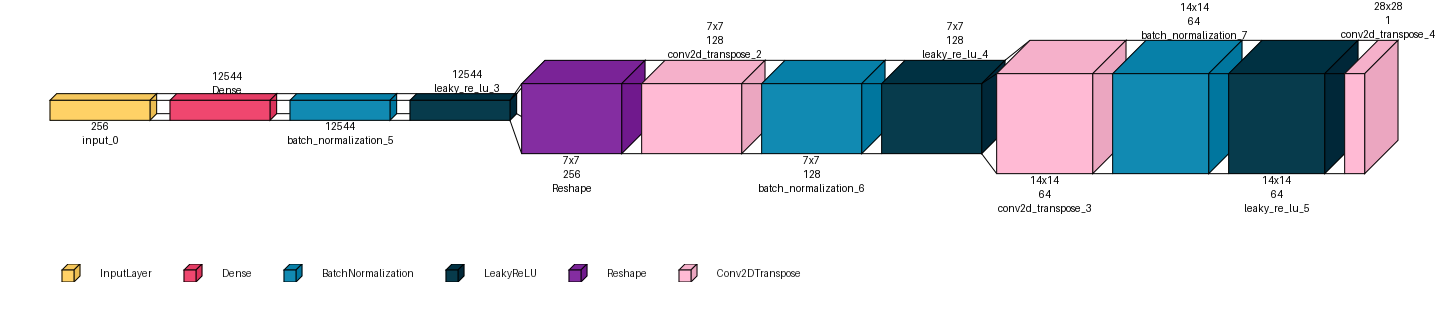 256
input_0
12544
Dense
12544
batch_normalization_5
12544
leaky_re_lu_3
7x7
256
Reshape
7x7
128
conv2d_transpose_2
7x7
128
batch_normalization_6
7x7
128
leaky_re_lu_4
14x14
64
conv2d_transpose_3
14x14
64
batch_normalization_7
14x14
64
leaky_re_lu_5
28x28
1
conv2d_transpose_4
InputLayer
Dense
BatchNormalization
LeakyReLU
Reshape
Conv2DTranspose